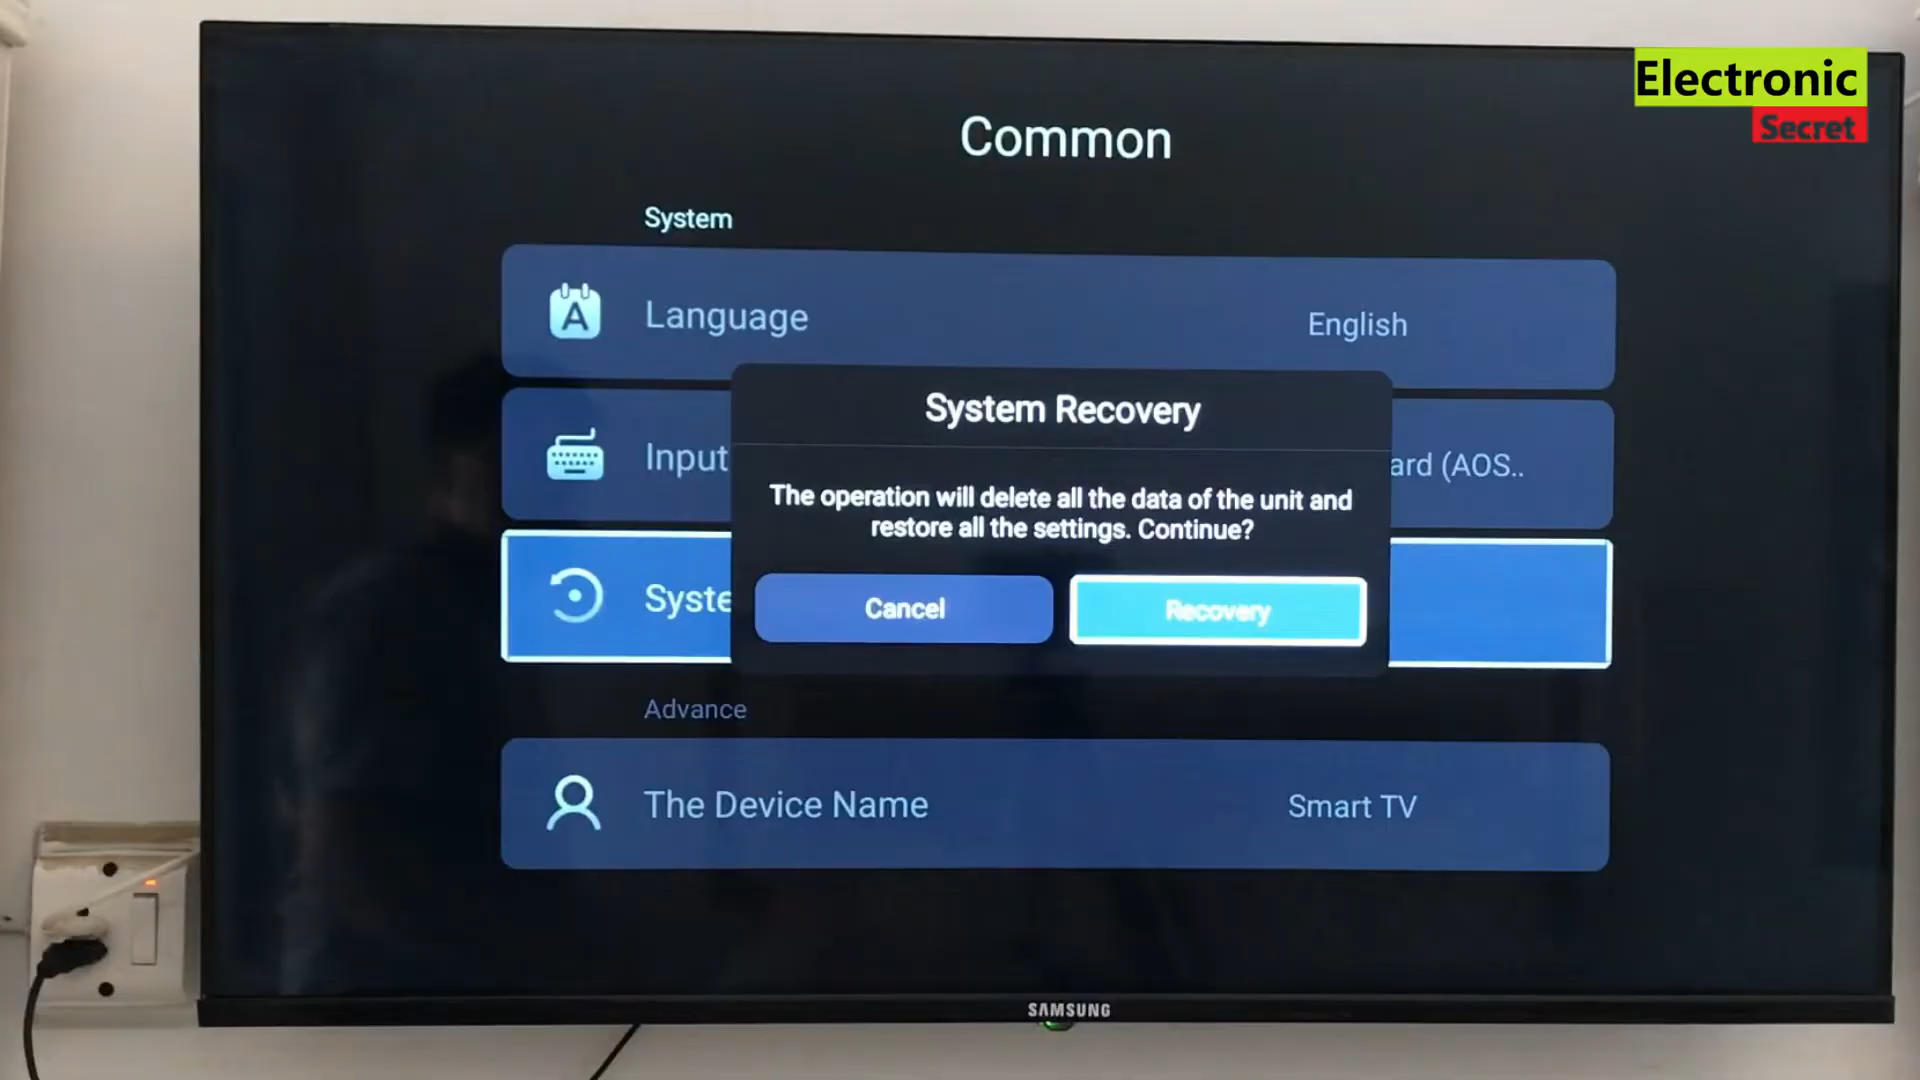 Electronic
Secret
Common
System
A
Language
English
Input
ard (AOS..
System Recovery
The operation will delete all the data of the unit and
restore all the settings. Continue?
Cancel
Recovery
Syste
Advance
The Device Name
Smart TV
SAMSUNG